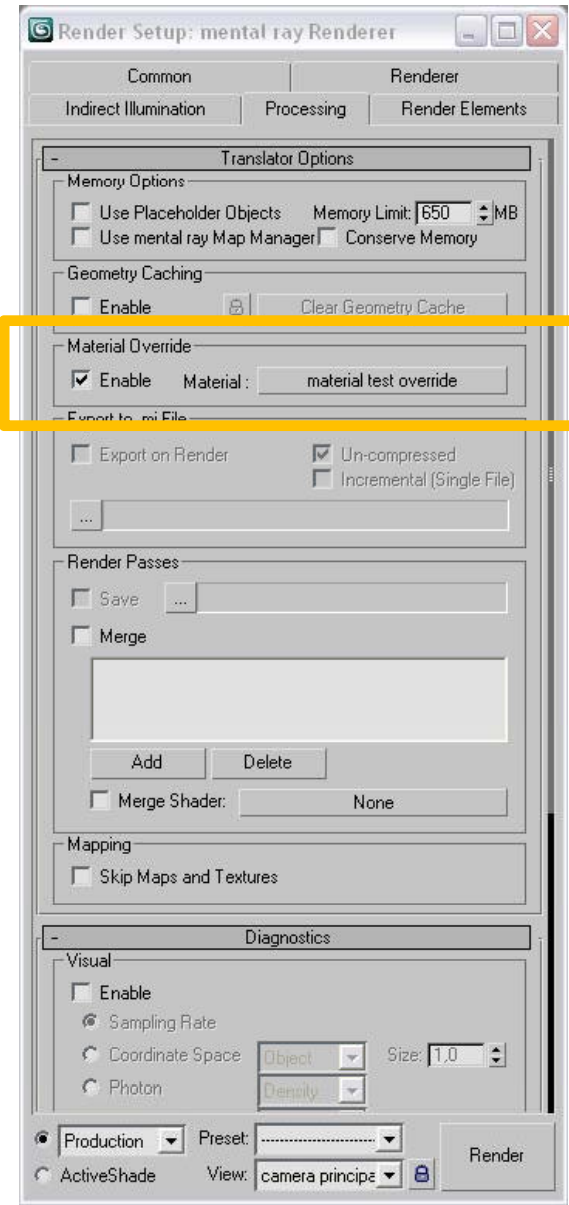 Render Setup: mental ray Renderer
Common Renderer
Indirect Illumination Processing Render Elements
- Translator Options
Memory Options
Use Placeholder Objects Memory Limit: 650 MB
Use mental ray Map Manager Conserve Memory
Geometry Caching
Enable Clear Geometry Cache
Material Override
Enable Material : material test override
Export to .mi File
Export on Render Un-compressed
Incremental (Single File)
...
Render Passes
Save ...
Merge
Add Delete
Merge Shader: None
Mapping
Skip Maps and Textures
- Diagnostics
Visual
Enable
Sampling Rate
Coordinate Space Object Size: 1,0
Photon Density
Production Preset: -----------------------
Render
ActiveShade View: camera principa